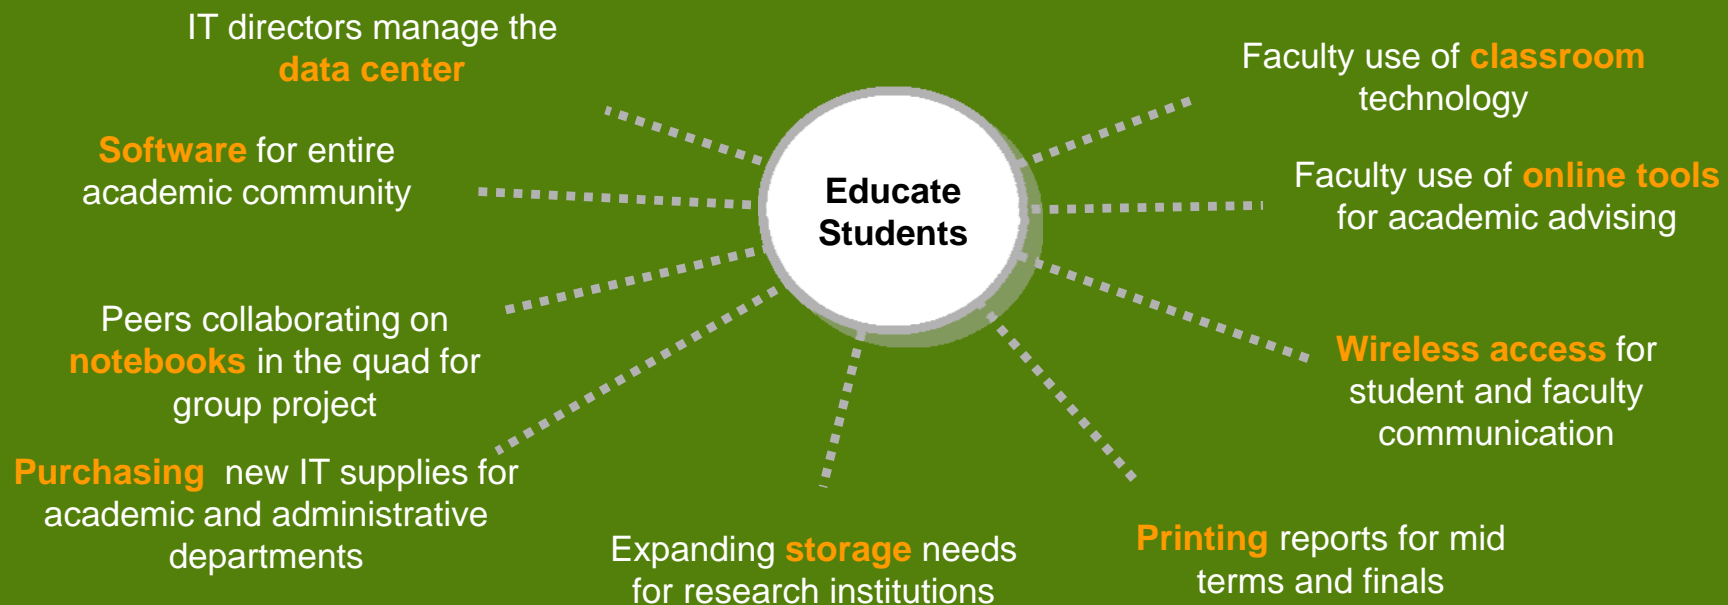 IT directors manage the
data center
Software for entire
academic community
Peers collaborating on
notebooks in the quad for
group project
Purchasing new IT supplies for
academic and administrative
departments
Educate
Students
Expanding storage needs
for research institutions
Printing reports for mid
terms and finals
Faculty use of classroom
technology
Faculty use of online tools
for academic advising
Wireless access for
student and faculty
communication